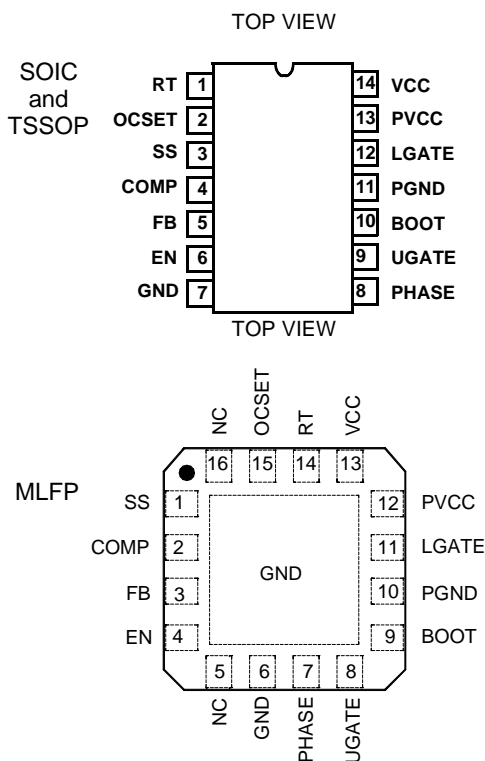 TOP VIEW
SOIC
and
TSSOP
RT 1 14 VCC
OCSET 2 13 PVCC
SS 3 12 LGATE
COMP 4 11 PGND
FB 5 10 BOOT
EN 6 9 UGATE
GND 7 8 PHASE
TOP VIEW
NC OCSET RT VCC
16 15 14 13
MLFP
SS 1 12 PVCC
COMP 2 11 LGATE
GND
FB 3 10 PGND
EN 4 9 BOOT
5 6 7 8
NC GND PHASE UGATE